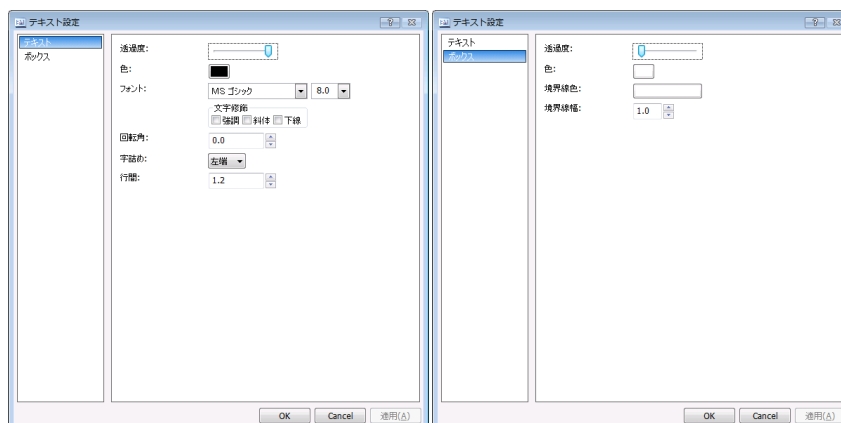 テキスト設定
テキスト
ボックス
透過度:
色:
フォント:
MS ゴシック
8.0
文字修飾
強調 斜体 下線
回転角:
0.0
字詰め:
左端
行間:
1.2
OK Cancel 適用(A)
テキスト設定
テキスト
ボックス
透過度:
色:
境界線色:
境界線幅:
1.0
OK Cancel 適用(A)